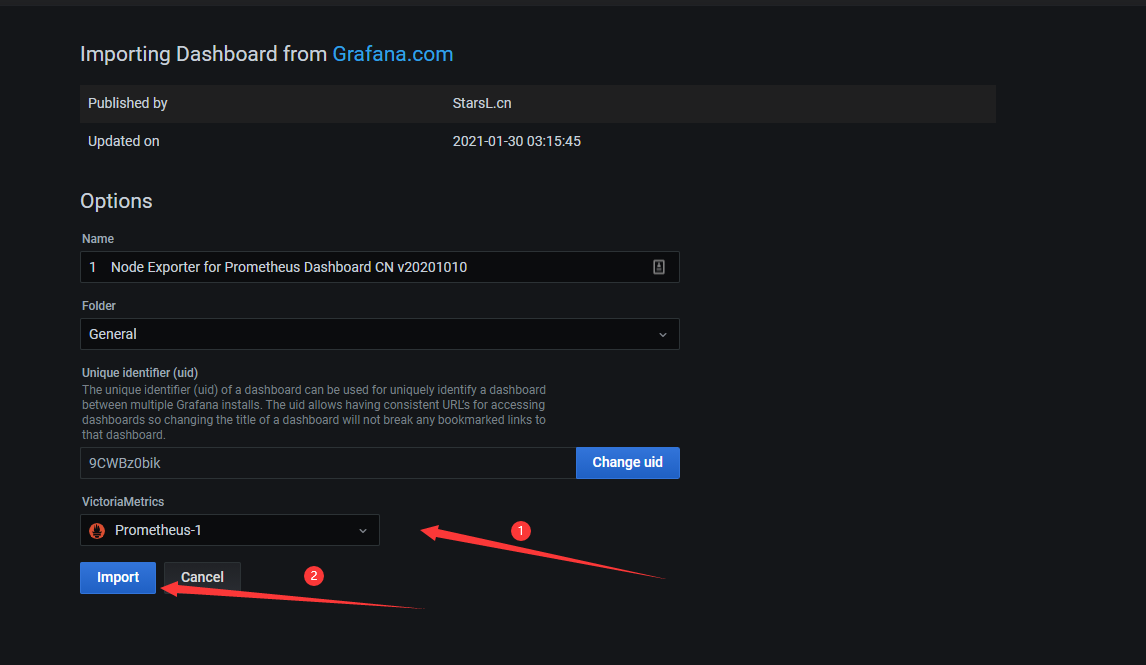 Importing Dashboard from Grafana.com
Published by StarsL.cn
Updated on 2021-01-30 03:15:45
Options
Name
1 Node Exporter for Prometheus Dashboard CN v20201010
Folder
General
Unique identifier (uid)
The unique identifier (uid) of a dashboard can be used for uniquely identify a dashboard
between multiple Grafana installs. The uid allows having consistent URL's for accessing
dashboards so changing the title of a dashboard will not break any bookmarked links to
that dashboard.
9CWBz0bik Change uid
VictoriaMetrics
Prometheus-1 1
Import Cancel 2